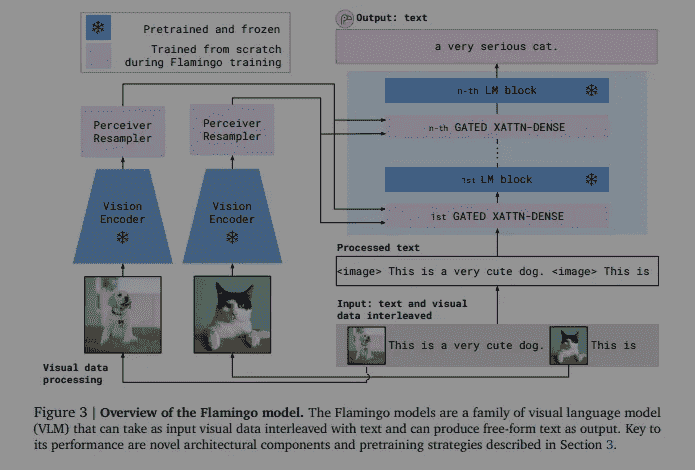 Output: text
Pretrained and frozen
Trained from scratch
during Flamingo training
a very serious cat.
n-th LM block
n-th GATED XATTN-DENSE
1st LM block
1st GATED XATTN-DENSE
Perceiver
Resampler
Perceiver
Resampler
Vision
Encoder
Vision
Encoder
Processed text
<image> This is a very cute dog. <image> This is
Input: text and visual
data interleaved
This is a very cute dog.
This is
Visual data
processing
Figure 3 | Overview of the Flamingo model. The Flamingo models are a family of visual language model
(VLM) that can take as input visual data interleaved with text and can produce free-form text as output. Key to
its performance are novel architectural components and pretraining strategies described in Section 3.